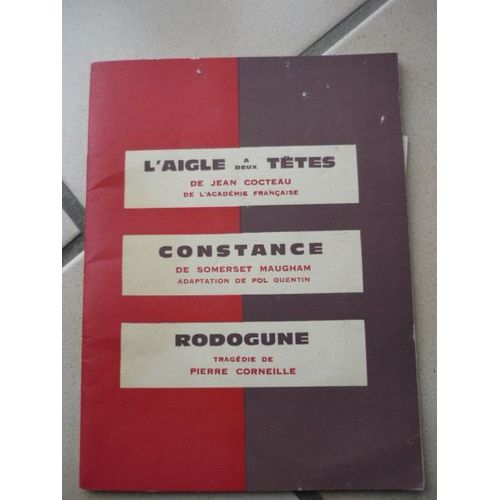 L'AIGLE A DEUX TÊTES
DE JEAN COCTEAU
DE L'ACADÉMIE FRANÇAISE
CONSTANCE
DE SOMERSET MAUGHAM
ADAPTATION DE POL QUENTIN
RODOGUNE
TRAGÉDIE DE
PIERRE CORNEILLE